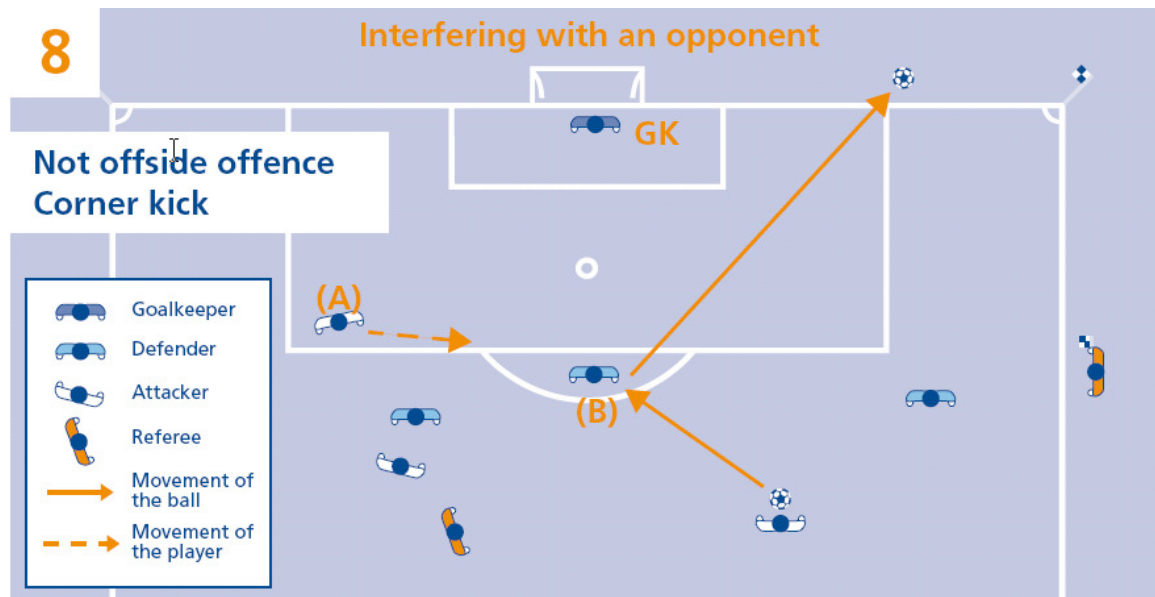 8
Interfering with an opponent
GK
Not offside offence
Corner kick
(A)
(B)
Goalkeeper
Defender
Attacker
Referee
Movement of
the ball
Movement of
the player